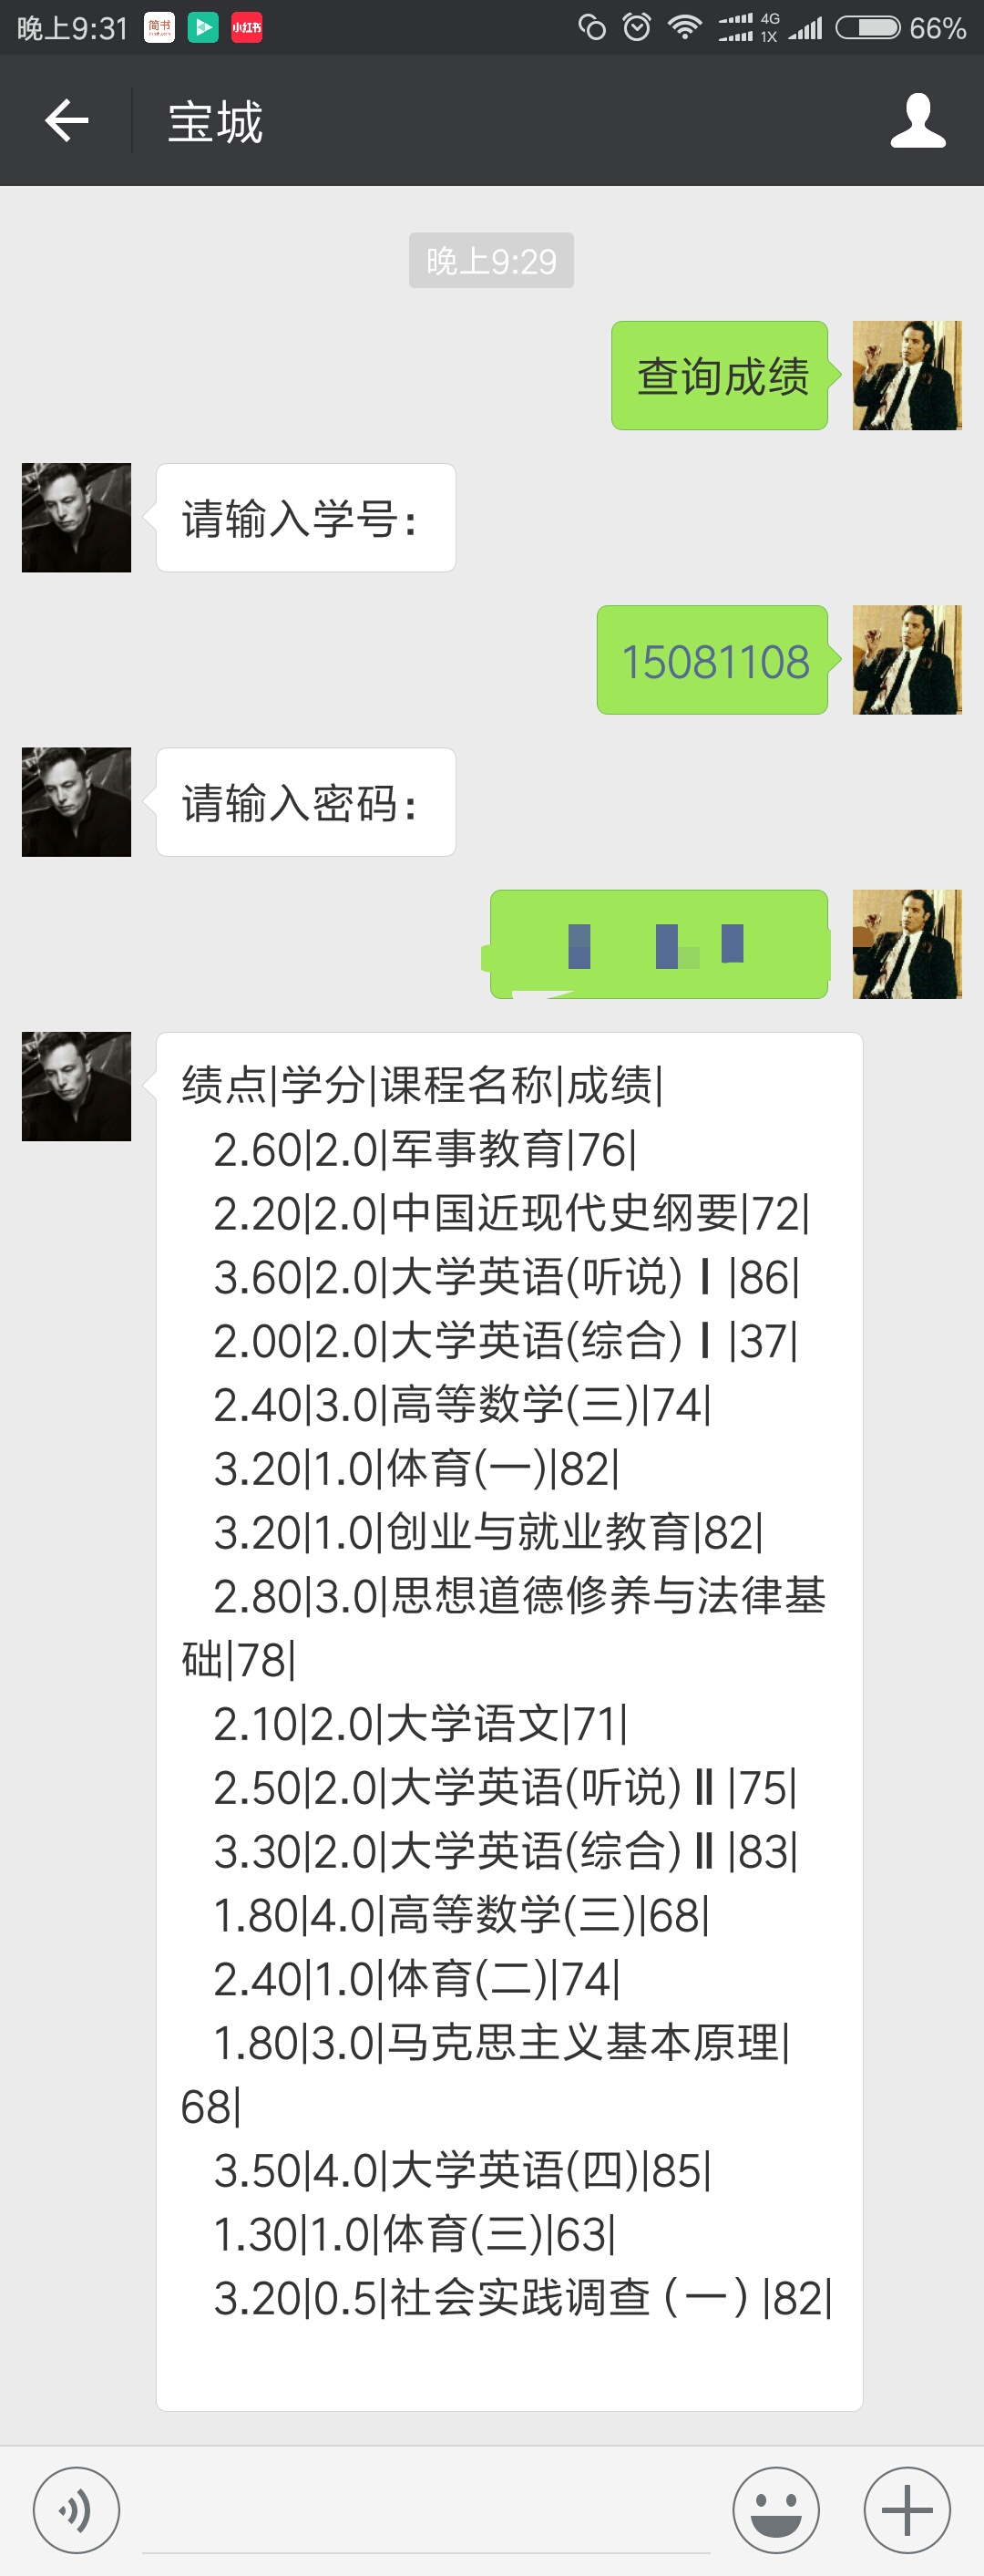 晚上9:31
简书
小红书
4G
1X
66%
宝城
晚上9:29
查询成绩
请输入学号：
15081108
请输入密码：
绩点|学分|课程名称|成绩|
2.60|2.0|军事教育|76|
2.20|2.0|中国近现代史纲要|72|
3.60|2.0|大学英语(听说)Ⅰ|86|
2.00|2.0|大学英语(综合)Ⅰ|37|
2.40|3.0|高等数学(三)|74|
3.20|1.0|体育(一)|82|
3.20|1.0|创业与就业教育|82|
2.80|3.0|思想道德修养与法律基
础|78|
2.10|2.0|大学语文|71|
2.50|2.0|大学英语(听说)Ⅱ|75|
3.30|2.0|大学英语(综合)Ⅱ|83|
1.80|4.0|高等数学(三)|68|
2.40|1.0|体育(二)|74|
1.80|3.0|马克思主义基本原理|
68|
3.50|4.0|大学英语(四)|85|
1.30|1.0|体育(三)|63|
3.20|0.5|社会实践调查（一）|82|